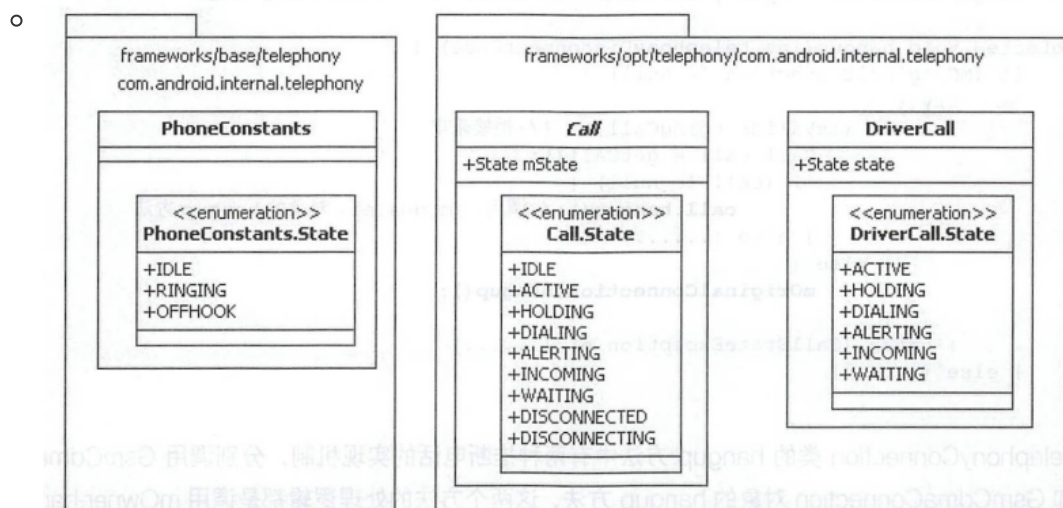 frameworks/base/telephony
com.android.internal.telephony
PhoneConstants
<<enumeration>>
PhoneConstants.State
+IDLE
+RINGING
+OFFHOOK
frameworks/opt/telephony/com.android.internal.telephony
Call
+State mState
<<enumeration>>
Call.State
+IDLE
+ACTIVE
+HOLDING
+DIALING
+ALERTING
+INCOMING
+WAITING
+DISCONNECTED
+DISCONNECTING
DriverCall
+State state
<<enumeration>>
DriverCall.State
+ACTIVE
+HOLDING
+DIALING
+ALERTING
+INCOMING
+WAITING